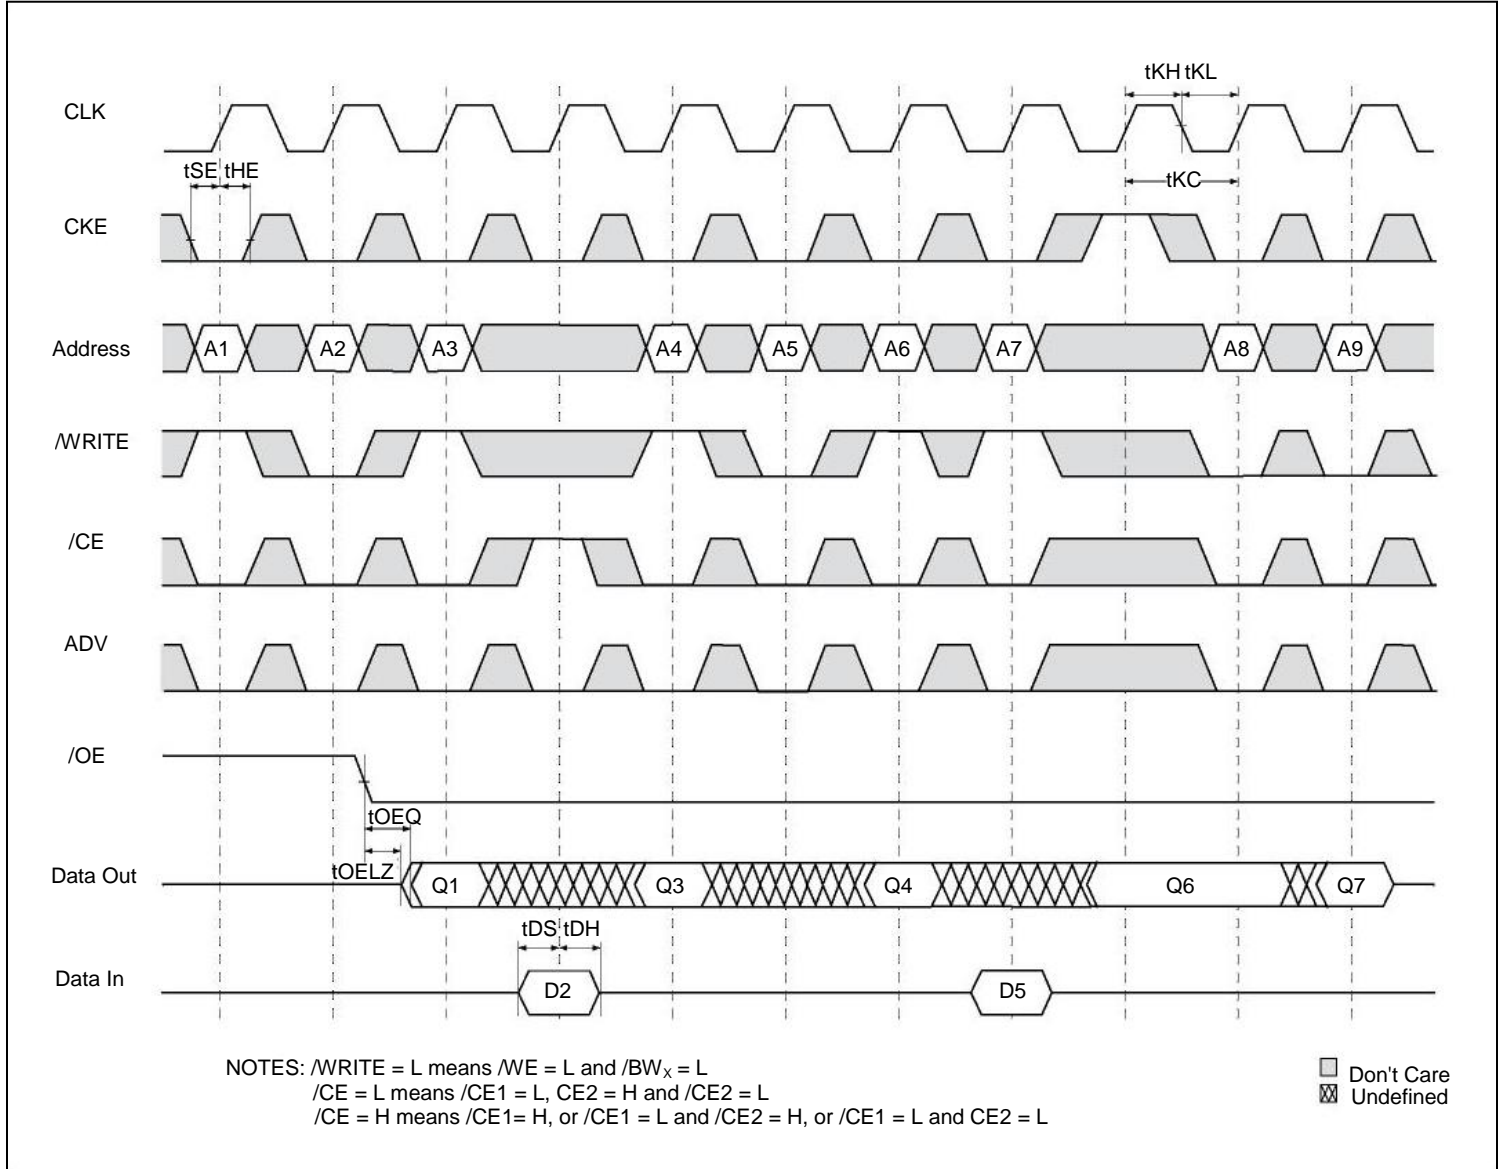 tKH tKL
CLK
tSE tHE
tKC
CKE
Address A1 A2 A3 A4 A5 A6 A7 A8 A9
/WRITE
/CE
ADV
/OE
tOEQ
tOELZ
Data Out Q1 Q3 Q4 Q6 Q7
tDS tDH
Data In D2 D5
NOTES: /WRITE = L means /WE = L and /BWX = L
/CE = L means /CE1 = L, CE2 = H and /CE2 = L
/CE = H means /CE1= H, or /CE1 = L and /CE2 = H, or /CE1 = L and CE2 = L
Don't Care
Undefined